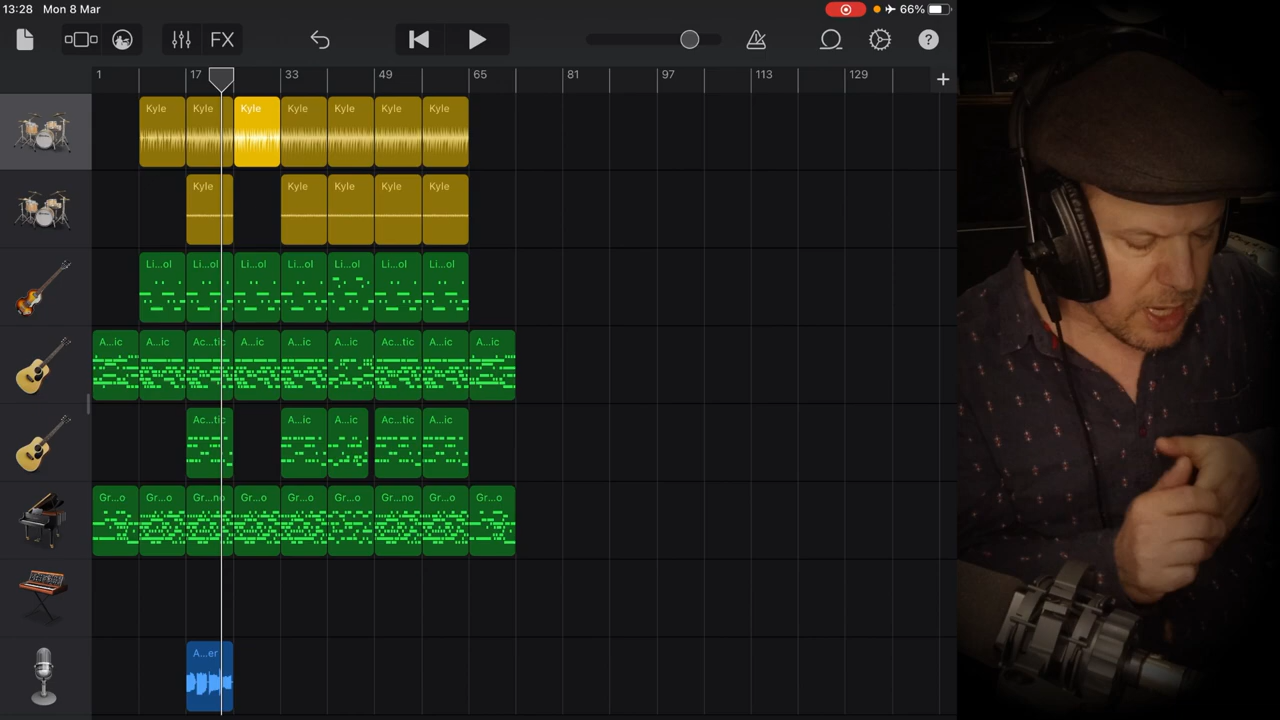 13:28 Mon 8 Mar 66%
FX ?
1 17 33 49 65 81 97 113 129 +
Kyle Kyle Kyle Kyle Kyle Kyle Kyle
Kyle Kyle Kyle Kyle Kyle
Li...ol Li...ol Li...ol Li...ol Li...ol Li...ol Li...ol
A...ic A...ic Ac...tic A...ic A...ic A...ic Ac...tic A...ic A...ic
Ac...tic A...ic A...ic Ac...tic A...ic
Gr...o Gr...o Gr...no Gr...o Gr...o Gr...o Gr...no Gr...o Gr...o
A...er